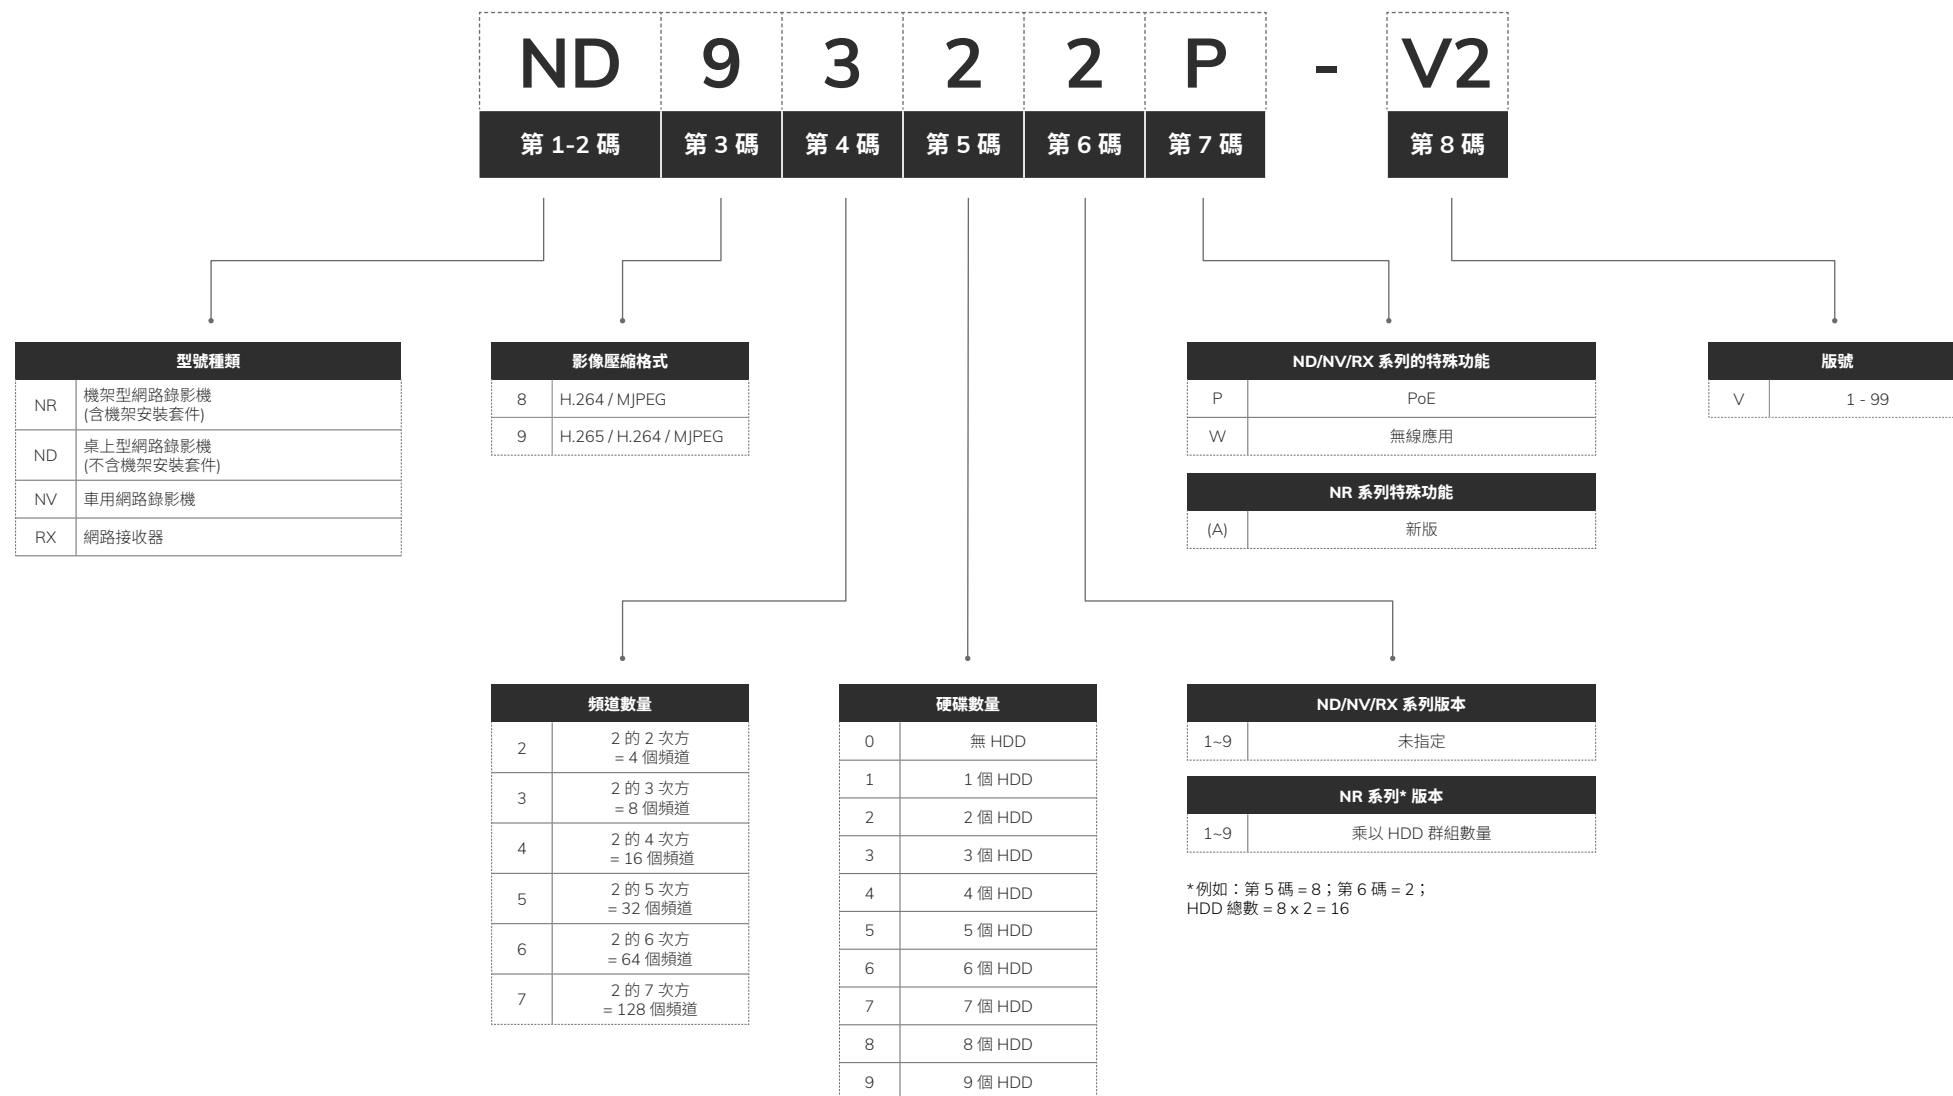 ND 9 3 2 2 P - V2
第 1-2 碼 第 3 碼 第 4 碼 第 5 碼 第 6 碼 第 7 碼 第 8 碼
型號種類
NR 機架型網路錄影機
(含機架安裝套件)
ND 桌上型網路錄影機
(不含機架安裝套件)
NV 車用網路錄影機
RX 網路接收器
影像壓縮格式
8 H.264 / MJPEG
9 H.265 / H.264 / MJPEG
ND/NV/RX 系列的特殊功能
P PoE
W 無線應用
NR 系列特殊功能
(A) 新版
版號
V 1 - 99
頻道數量
2 2 的 2 次方
= 4 個頻道
3 2 的 3 次方
= 8 個頻道
4 2 的 4 次方
= 16 個頻道
5 2 的 5 次方
= 32 個頻道
6 2 的 6 次方
= 64 個頻道
7 2 的 7 次方
= 128 個頻道
硬碟數量
0 無 HDD
1 1 個 HDD
2 2 個 HDD
3 3 個 HDD
4 4 個 HDD
5 5 個 HDD
6 6 個 HDD
7 7 個 HDD
8 8 個 HDD
9 9 個 HDD
ND/NV/RX 系列版本
1~9 未指定
NR 系列* 版本
1~9 乘以 HDD 群組數量
*例如：第 5 碼 = 8；第 6 碼 = 2；
HDD 總數 = 8 x 2 = 16